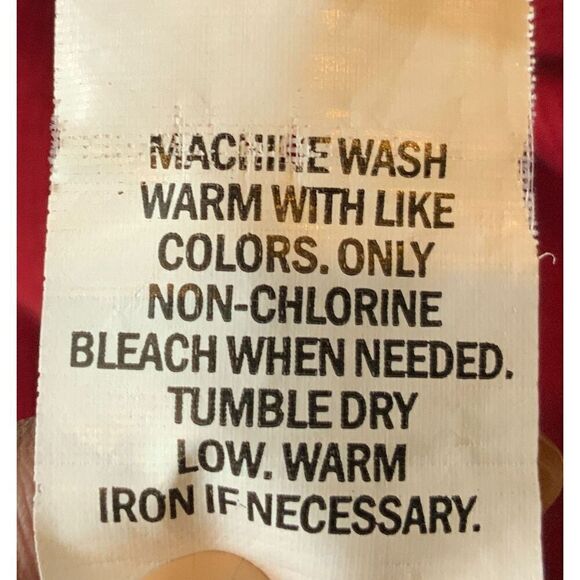 MACHINE WASH
WARM WITH LIKE
COLORS. ONLY
NON-CHLORINE
BLEACH WHEN NEEDED.
TUMBLE DRY
LOW. WARM
IRON IF NECESSARY.